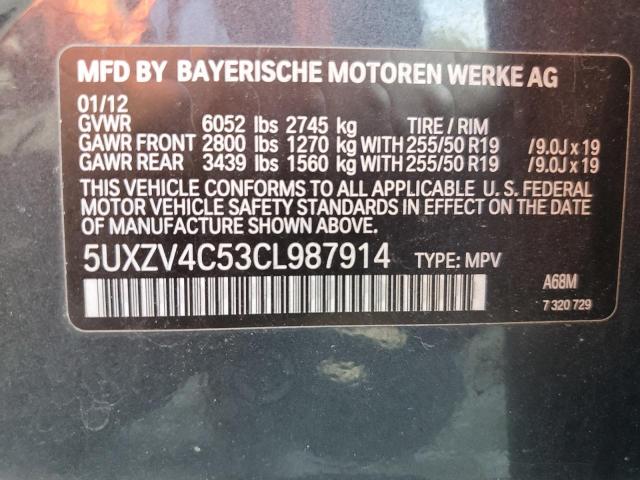 MFD BY BAYERISCHE MOTOREN WERKE AG
01/12
GVWR 6052 lbs 2745 kg TIRE / RIM
GAWR FRONT 2800 lbs 1270 kg WITH 255/50 R19 /9.0J x 19
GAWR REAR 3439 lbs 1560 kg WITH 255/50 R19 /9.0J x 19
THIS VEHICLE CONFORMS TO ALL APPLICABLE U. S. FEDERAL
MOTOR VEHICLE SAFETY STANDARDS IN EFFECT ON THE DATE
OF MANUFACTURE SHOWN ABOVE.
5UXZV4C53CL987914 TYPE: MPV
A68M
7 320 729